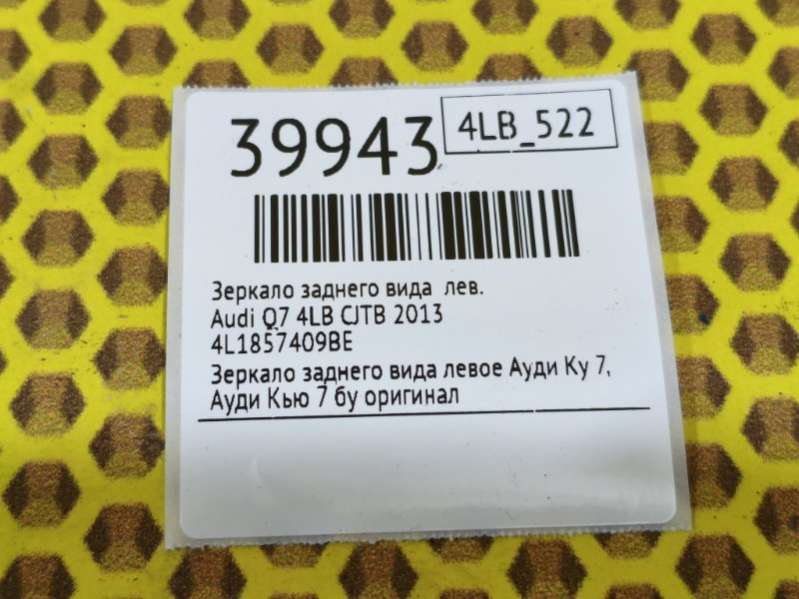 39943
4LB_522
Зеркало заднего вида лев.
Audi Q7 4LB CJTB 2013
4L1857409BE
Зеркало заднего вида левое Ауди Ку 7,
Ауди Кью 7 бу оригинал